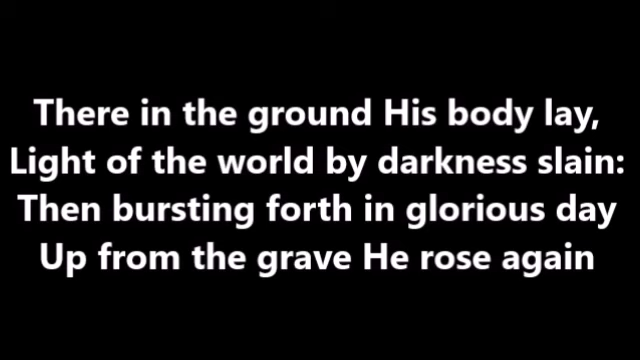 There in the ground His body lay,
Light of the world by darkness slain:
Then bursting forth in glorious day
Up from the grave He rose again